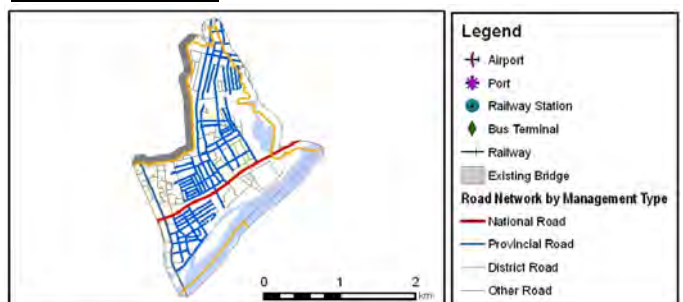 0 1 2
km
Legend
Airport
Port
Railway Station
Bus Terminal
Railway
Existing Bridge
Road Network by Management Type
National Road
Provincial Road
District Road
Other Road